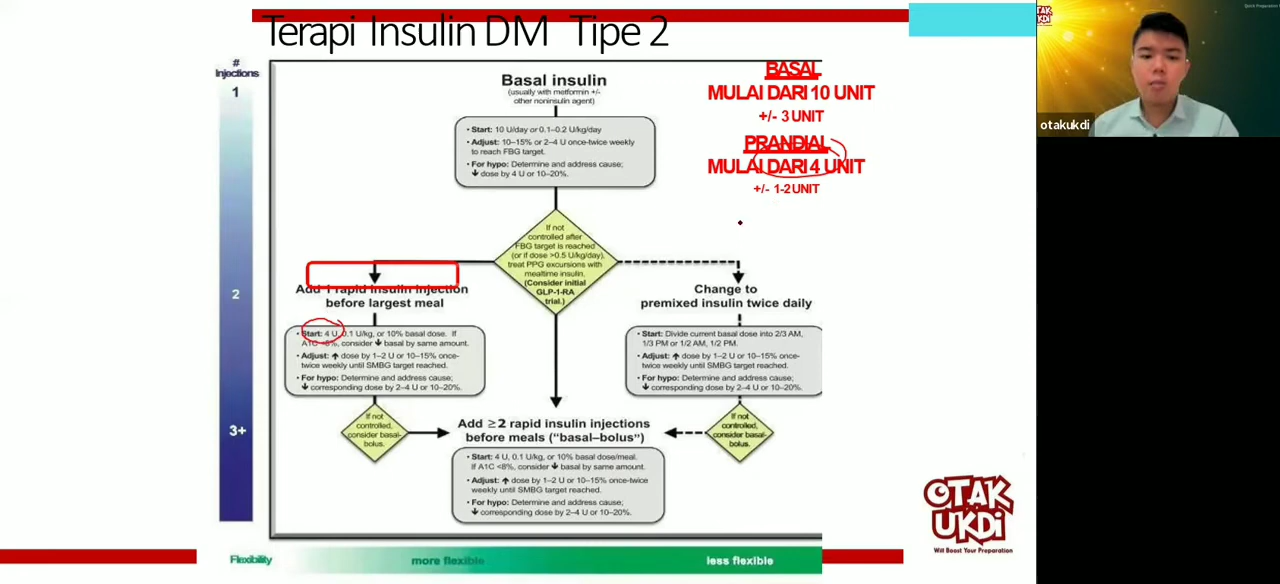 Terapi Insulin DM Tipe 2
#
Injections
1
2
3+
Basal insulin
(usually with metformin +/-
other noninsulin agent)
• Start: 10 U/day or 0.1–0.2 U/kg/day
• Adjust: 10–15% or 2–4 U once-twice weekly
to reach FBG target.
• For hypo: Determine and address cause;
↓ dose by 4 U or 10–20%.
BASAL
MULAI DARI 10 UNIT
+/- 3 UNIT
PRANDIAL
MULAI DARI 4 UNIT
+/- 1-2 UNIT
If not
controlled after
FBG target is reached
(or if dose >0.5 U/kg/day),
treat PPG excursions with
mealtime insulin.
(Consider initial
GLP-1-RA
trial.)
Add 1 rapid insulin injection
before largest meal
• Start: 4 U, 0.1 U/kg, or 10% basal dose. If
A1C <8%, consider ↓ basal by same amount.
• Adjust: ↑ dose by 1–2 U or 10–15% once-
twice weekly until SMBG target reached.
• For hypo: Determine and address cause;
↓ corresponding dose by 2–4 U or 10–20%.
If not
controlled,
consider basal-
bolus.
Change to
premixed insulin twice daily
• Start: Divide current basal dose into 2/3 AM,
1/3 PM or 1/2 AM, 1/2 PM.
• Adjust: ↑ dose by 1–2 U or 10–15% once-
twice weekly until SMBG target reached.
• For hypo: Determine and address cause;
↓ corresponding dose by 2–4 U or 10–20%.
If not
controlled,
consider basal-
bolus.
Add ≥2 rapid insulin injections
before meals ("basal–bolus")
• Start: 4 U, 0.1 U/kg, or 10% basal dose/meal.
If A1C <8%, consider ↓ basal by same amount.
• Adjust: ↑ dose by 1–2 U or 10–15% once-twice
weekly until SMBG target reached.
• For hypo: Determine and address cause;
↓ corresponding dose by 2–4 U or 10–20%.
Flexibility
more flexible
less flexible
OTAK
UKDi
Will Boost Your Preparation
OTAK
UKDI
otakukdi